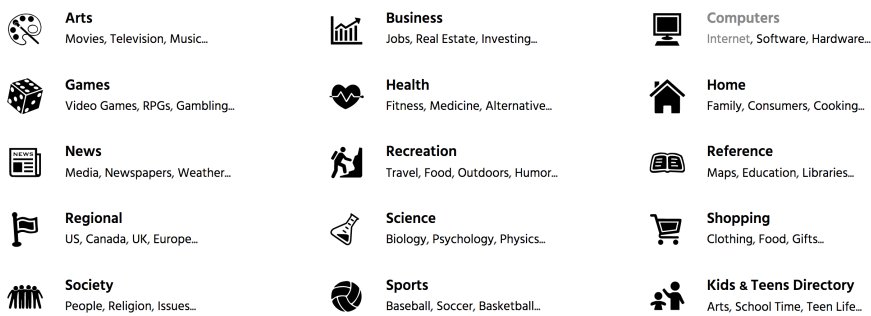 Arts
Movies, Television, Music...
Business
Jobs, Real Estate, Investing...
Computers
Internet, Software, Hardware...
Games
Video Games, RPGs, Gambling...
Health
Fitness, Medicine, Alternative...
Home
Family, Consumers, Cooking...
NEWS
News
Media, Newspapers, Weather...
Recreation
Travel, Food, Outdoors, Humor...
Reference
Maps, Education, Libraries...
Regional
US, Canada, UK, Europe...
Science
Biology, Psychology, Physics...
Shopping
Clothing, Food, Gifts...
Society
People, Religion, Issues...
Sports
Baseball, Soccer, Basketball...
Kids & Teens Directory
Arts, School Time, Teen Life...